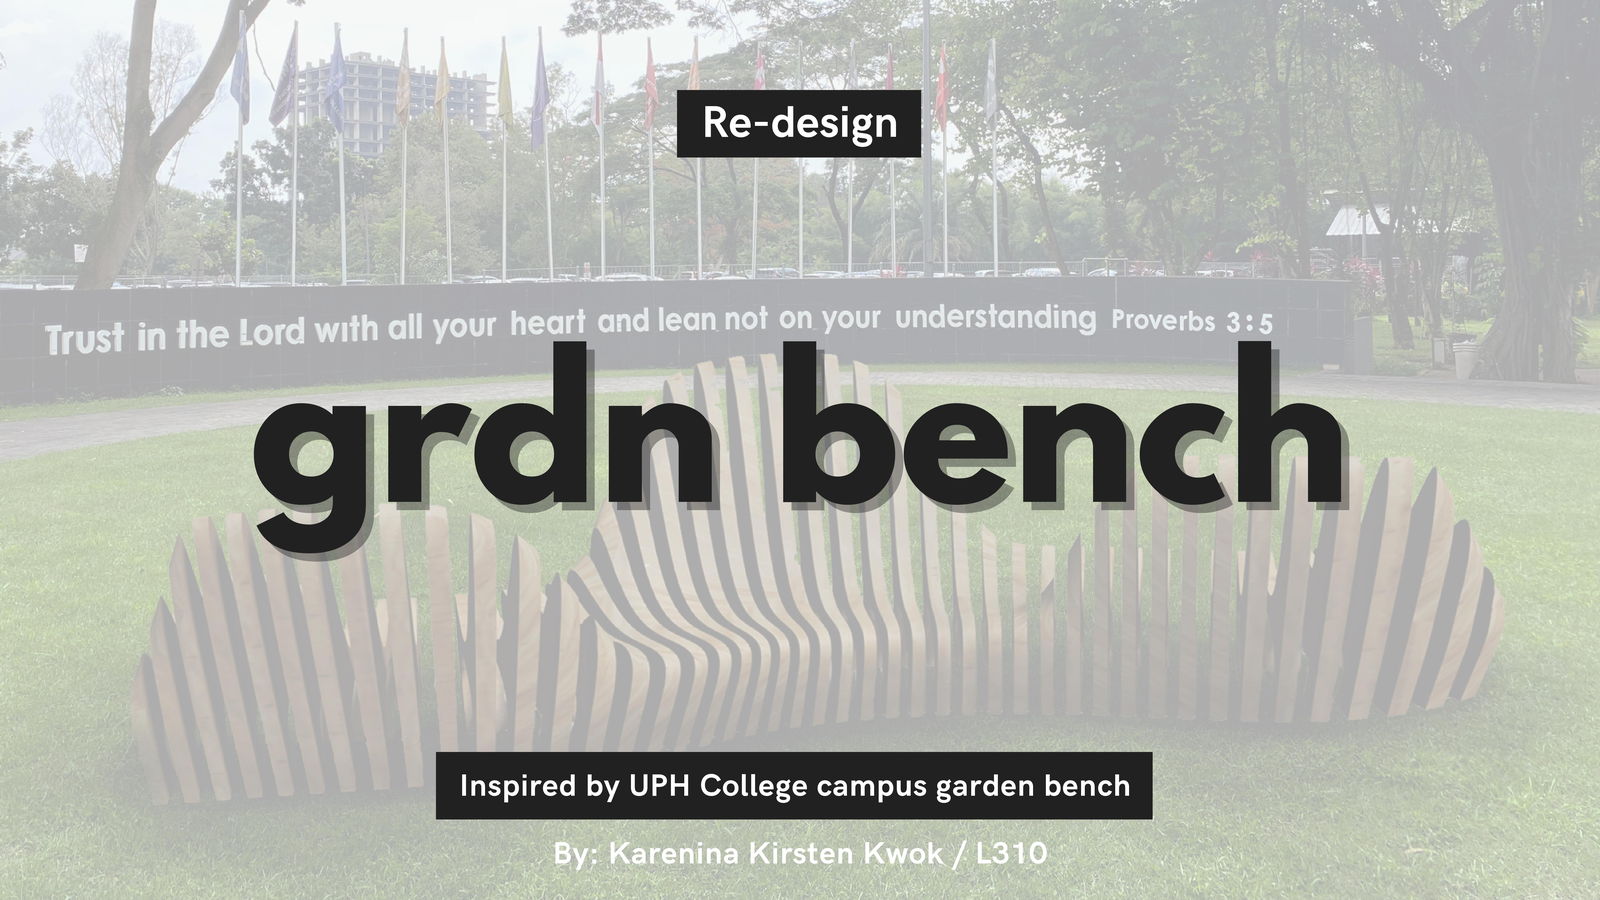 Re-design
Trust in the Lord with all your heart and lean not on your understanding Proverbs 3:5
grdn bench
Inspired by UPH College campus garden bench
By: Karenina Kirsten Kwok / L310